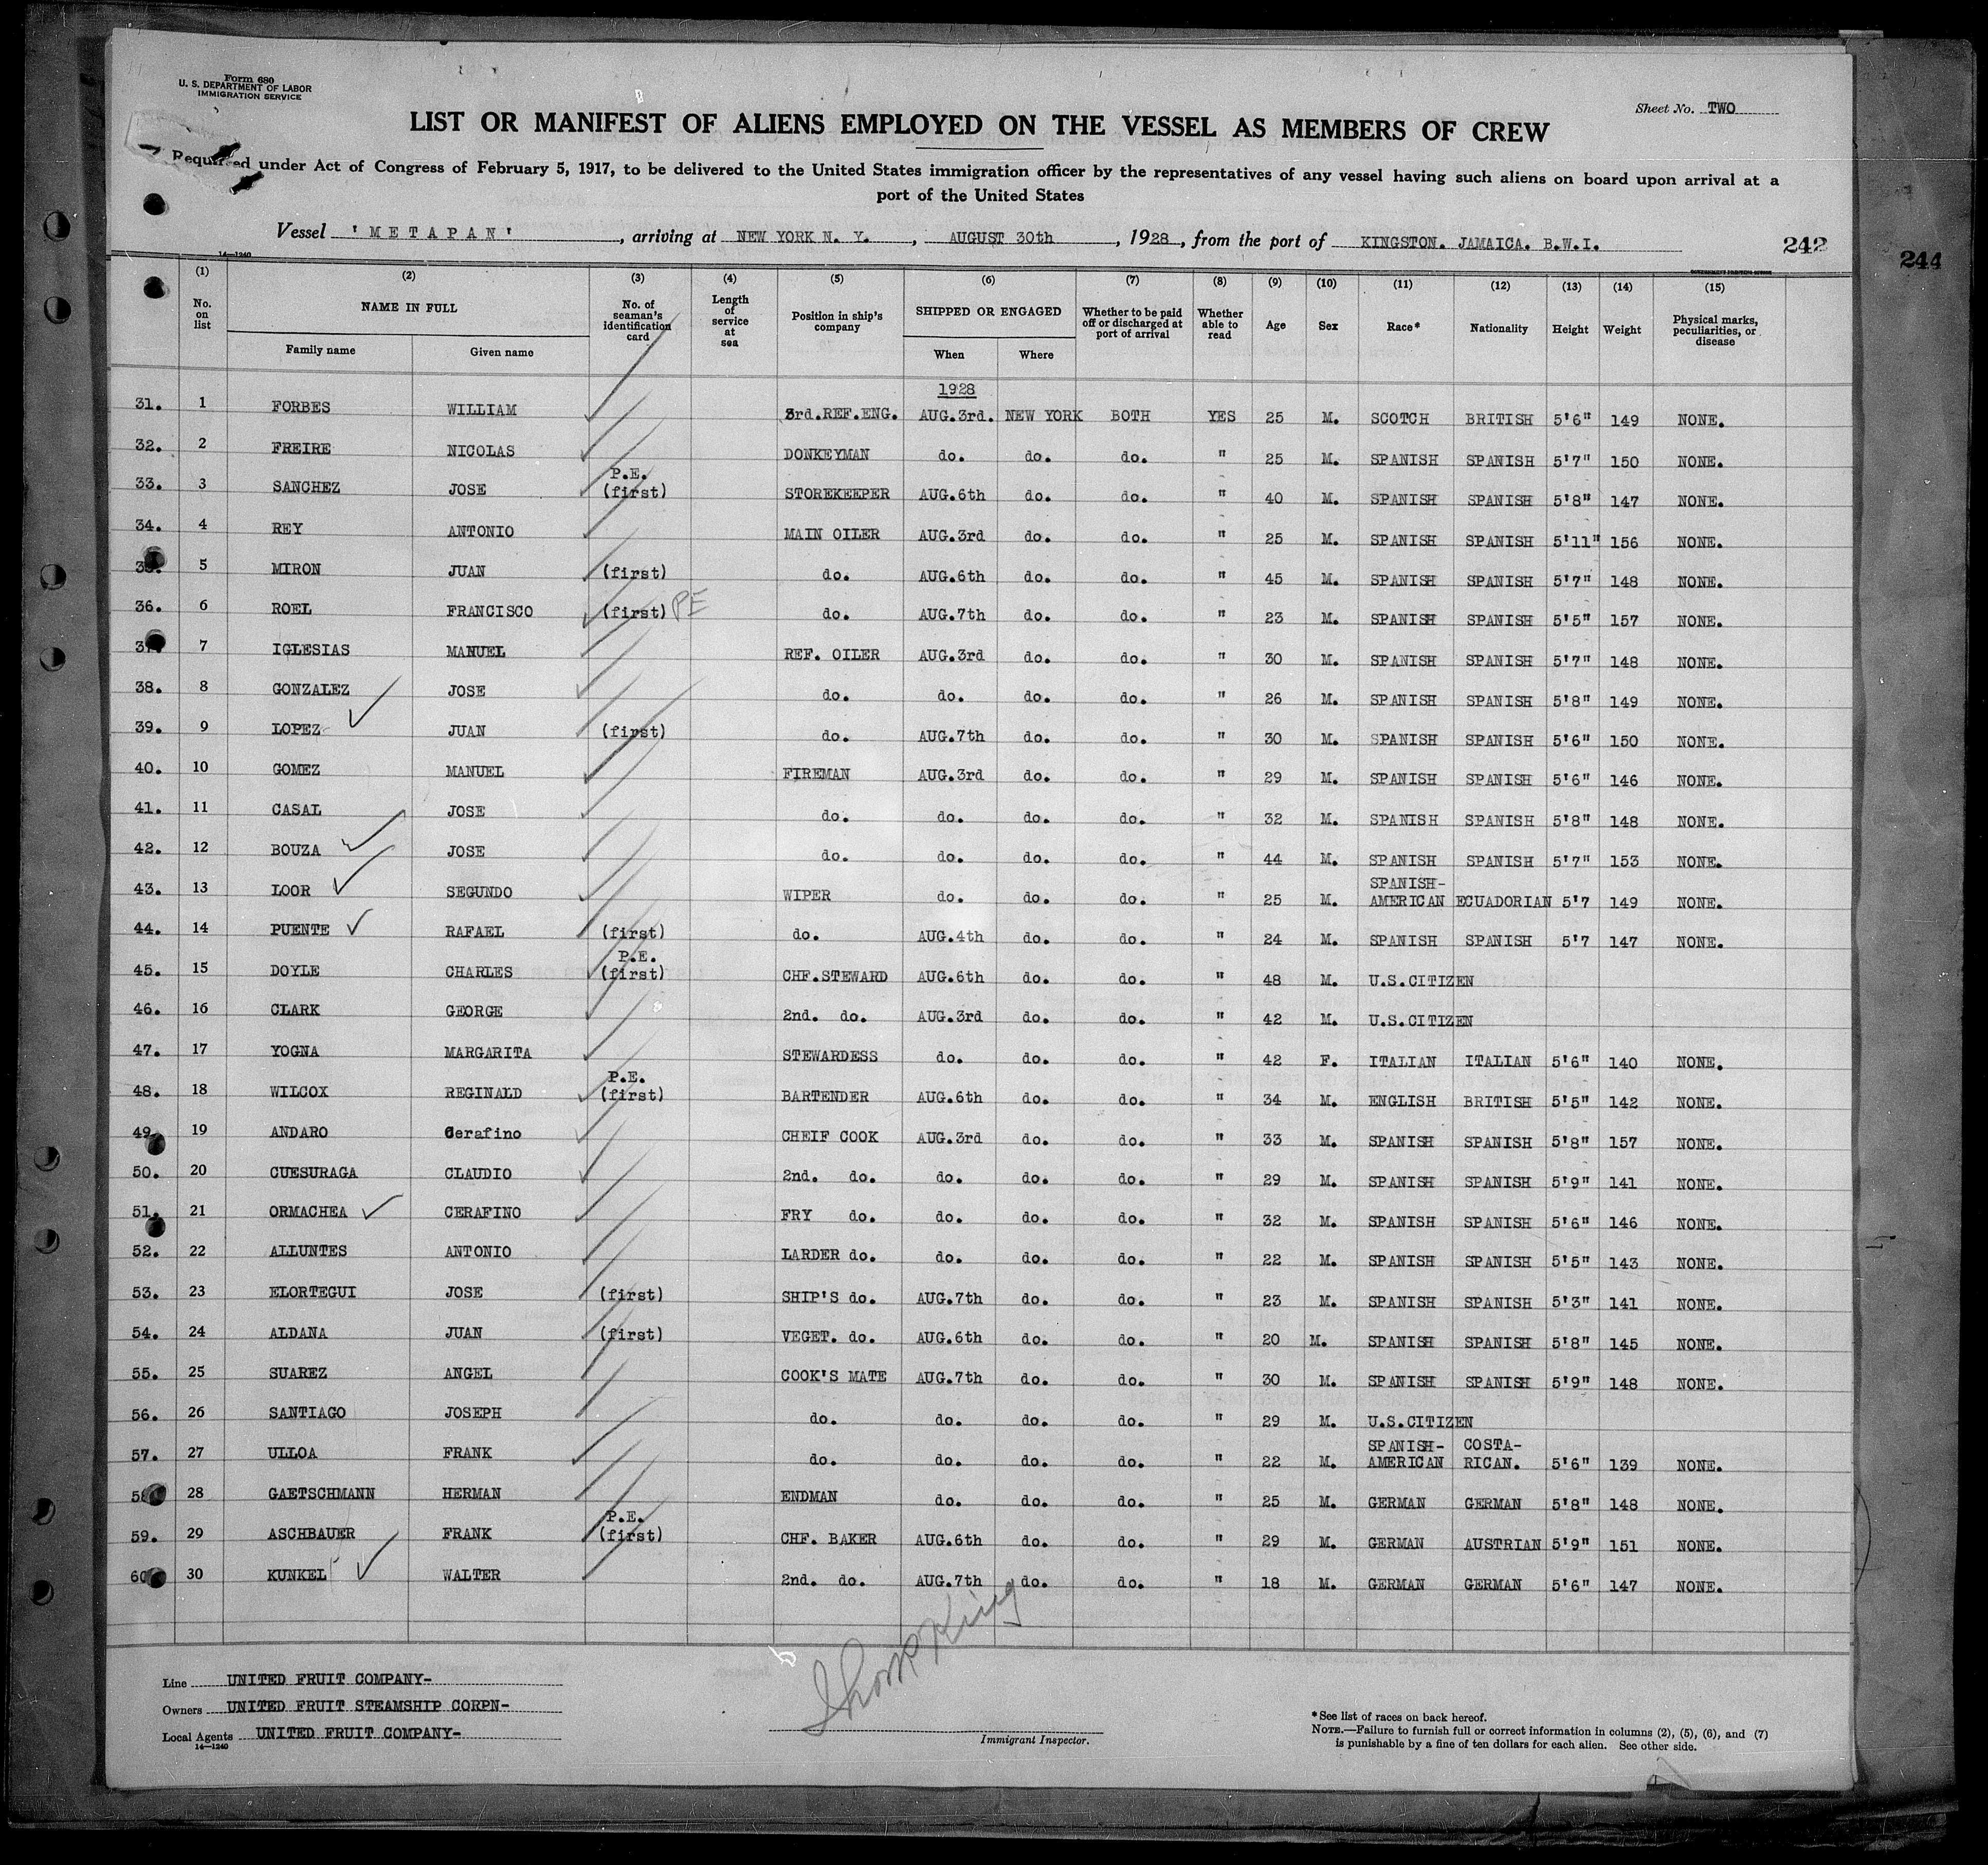 Form 680
U. S. DEPARTMENT OF LABOR
IMMIGRATION SERVICE
Sheet No. TWO
LIST OR MANIFEST OF ALIENS EMPLOYED ON THE VESSEL AS MEMBERS OF CREW
Required under Act of Congress of February 5, 1917, to be delivered to the United States immigration officer by the representatives of any vessel having such aliens on board upon arrival at a
port of the United States
Vessel 'METAPAN', arriving at NEW YORK N. Y., AUGUST 30th, 1928, from the port of KINGSTON. JAMAICA. B.W.I.
242
244
14—1240
(1) (2) (3) (4) (5) (6) (7) (8) (9) (10) (11) (12) (13) (14) (15)
No. on list NAME IN FULL No. of seaman's identification card Length of service at sea Position in ship's company SHIPPED OR ENGAGED Whether to be paid off or discharged at port of arrival Whether able to read Age Sex Race* Nationality Height Weight Physical marks, peculiarities, or disease
Family name Given name When Where
1928
31. 1 FORBES WILLIAM 3rd.REF.ENG. AUG.3rd. NEW YORK BOTH YES 25 M. SCOTCH BRITISH 5'6" 149 NONE.
32. 2 FREIRE NICOLAS DONKEYMAN do. do. do. " 25 M. SPANISH SPANISH 5'7" 150 NONE.
33. 3 SANCHEZ JOSE P.E. (first) STOREKEEPER AUG.6th do. do. " 40 M. SPANISH SPANISH 5'8" 147 NONE.
34. 4 REY ANTONIO MAIN OILER AUG.3rd do. do. " 25 M. SPANISH SPANISH 5'11" 156 NONE.
35. 5 MIRON JUAN (first) do. AUG.6th do. do. " 45 M. SPANISH SPANISH 5'7" 148 NONE.
36. 6 ROEL FRANCISCO (first) PE do. AUG.7th do. do. " 23 M. SPANISH SPANISH 5'5" 157 NONE.
37. 7 IGLESIAS MANUEL REF. OILER AUG.3rd do. do. " 30 M. SPANISH SPANISH 5'7" 148 NONE.
38. 8 GONZALEZ JOSE do. do. do. do. " 26 M. SPANISH SPANISH 5'8" 149 NONE.
39. 9 LOPEZ JUAN (first) do. AUG.7th do. do. " 30 M. SPANISH SPANISH 5'6" 150 NONE.
40. 10 GOMEZ MANUEL FIREMAN AUG.3rd do. do. " 29 M. SPANISH SPANISH 5'6" 146 NONE.
41. 11 CASAL JOSE do. do. do. do. " 32 M. SPANISH SPANISH 5'8" 148 NONE.
42. 12 BOUZA JOSE do. do. do. do. " 44 M. SPANISH SPANISH 5'7" 153 NONE.
43. 13 LOOR SEGUNDO WIPER do. do. do. " 25 M. SPANISH-AMERICAN ECUADORIAN 5'7 149 NONE.
44. 14 PUENTE RAFAEL (first) do. AUG.4th do. do. " 24 M. SPANISH SPANISH 5'7 147 NONE.
45. 15 DOYLE CHARLES P.E. (first) CHF.STEWARD AUG.6th do. do. " 48 M. U.S.CITIZEN
46. 16 CLARK GEORGE 2nd. do. AUG.3rd do. do. " 42 M. U.S.CITIZEN
47. 17 YOGNA MARGARITA STEWARDESS do. do. do. " 42 F. ITALIAN ITALIAN 5'6" 140 NONE.
48. 18 WILCOX REGINALD P.E. (first) BARTENDER AUG.6th do. do. " 34 M. ENGLISH BRITISH 5'5" 142 NONE.
49. 19 ANDARO Cerafino CHEIF COOK AUG.3rd do. do. " 33 M. SPANISH SPANISH 5'8" 157 NONE.
50. 20 CUESURAGA CLAUDIO 2nd. do. do. do. do. " 29 M. SPANISH SPANISH 5'9" 141 NONE.
51. 21 ORMACHEA CERAFINO FRY do. do. do. do. " 32 M. SPANISH SPANISH 5'6" 146 NONE.
52. 22 ALLUNTES ANTONIO LARDER do. do. do. do. " 22 M. SPANISH SPANISH 5'5" 143 NONE.
53. 23 ELORTEGUI JOSE (first) SHIP'S do. AUG.7th do. do. " 23 M. SPANISH SPANISH 5'3" 141 NONE.
54. 24 ALDANA JUAN (first) VEGET. do. AUG.6th do. do. " 20 M. SPANISH SPANISH 5'8" 145 NONE.
55. 25 SUAREZ ANGEL COOK'S MATE AUG.7th do. do. " 30 M. SPANISH SPANISH 5'9" 148 NONE.
56. 26 SANTIAGO JOSEPH do. do. do. do. " 29 M. U.S.CITIZEN
57. 27 ULLOA FRANK do. do. do. do. " 22 M. SPANISH-AMERICAN COSTA-RICAN. 5'6" 139 NONE.
58. 28 GAETSCHMANN HERMAN ENDMAN do. do. do. " 25 M. GERMAN GERMAN 5'8" 148 NONE.
59. 29 ASCHBAUER FRANK P.E. (first) CHF. BAKER AUG.6th do. do. " 29 M. GERMAN AUSTRIAN 5'9" 151 NONE.
60. 30 KUNKEL WALTER 2nd. do. AUG.7th do. do. " 18 M. GERMAN GERMAN 5'6" 147 NONE.
Line UNITED FRUIT COMPANY-
Owners UNITED FRUIT STEAMSHIP CORPN-
Local Agents UNITED FRUIT COMPANY-
14—1240
Immigrant Inspector.
*See list of races on back hereof.
NOTE.—Failure to furnish full or correct information in columns (2), (5), (6), and (7)
is punishable by a fine of ten dollars for each alien. See other side.